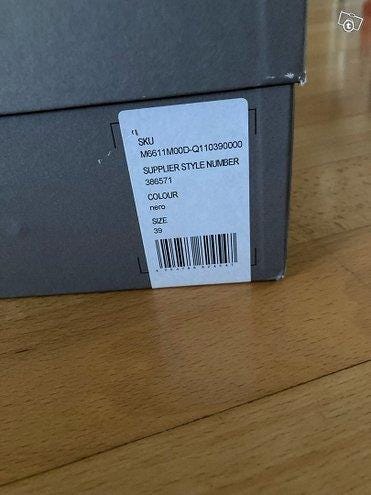 SKU
M6611M00D-Q110390000
SUPPLIER STYLE NUMBER
386571
COLOUR
nero
SIZE
39